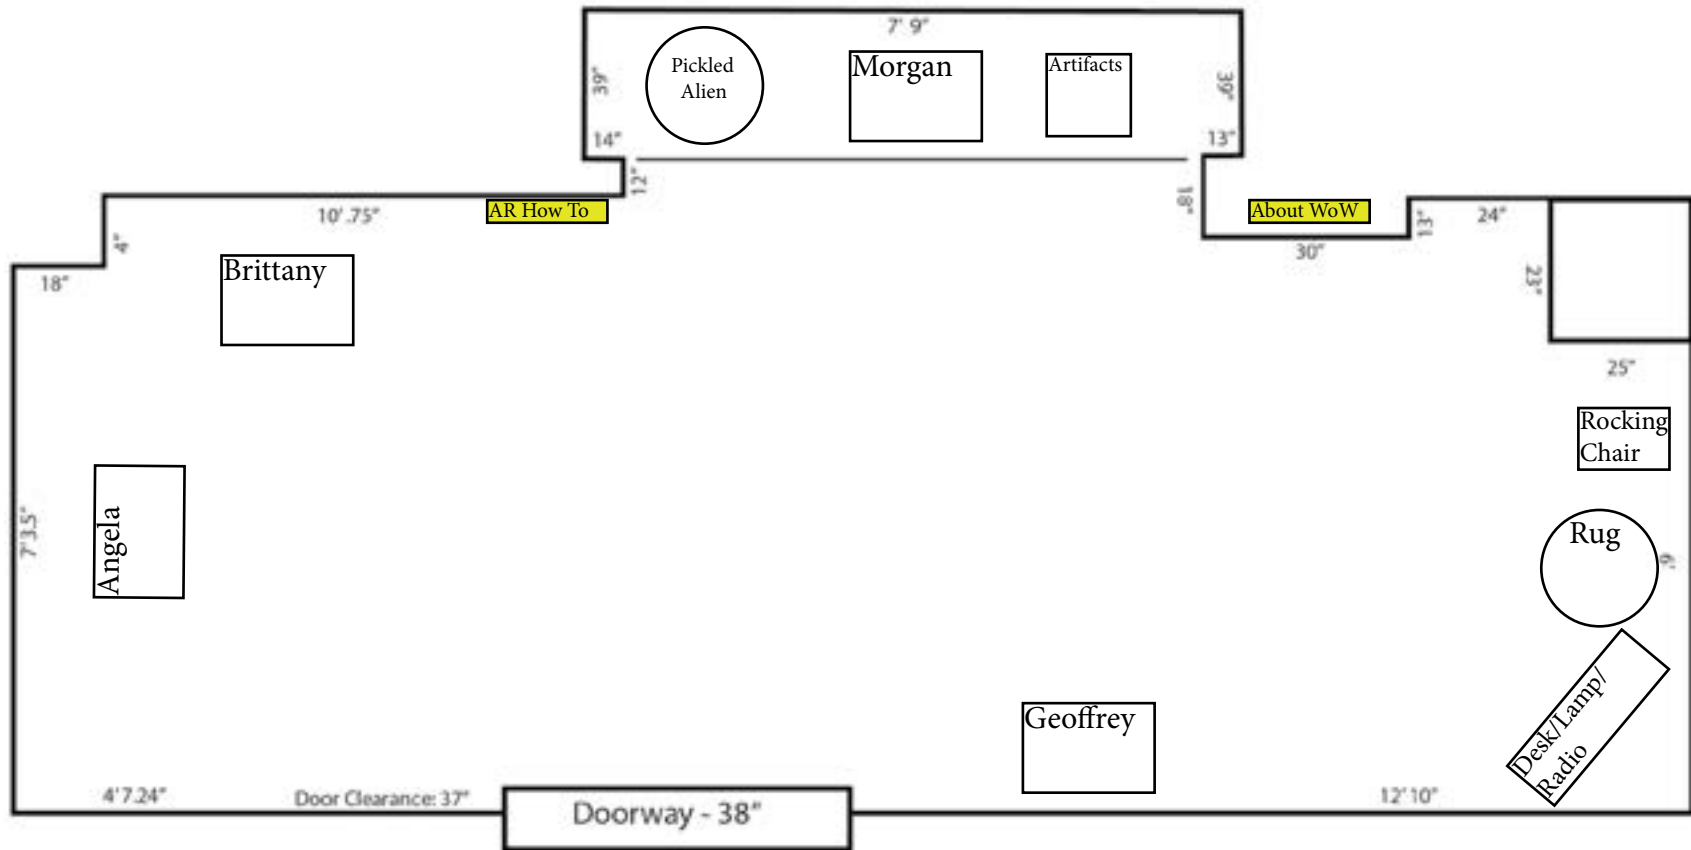 7' 9"
Pickled
Alien
Morgan
Artifacts
39"
39"
14"
13"
12"
18"
10' .75"
AR How To
About WoW
13"
24"
4"
18"
30"
23"
Brittany
25"
Rocking
Chair
7'3.5"
Angela
Rug
6'
Geoffrey
Desk/Lamp/
Radio
4'7.24"
Door Clearance: 37"
Doorway - 38"
12' 10"